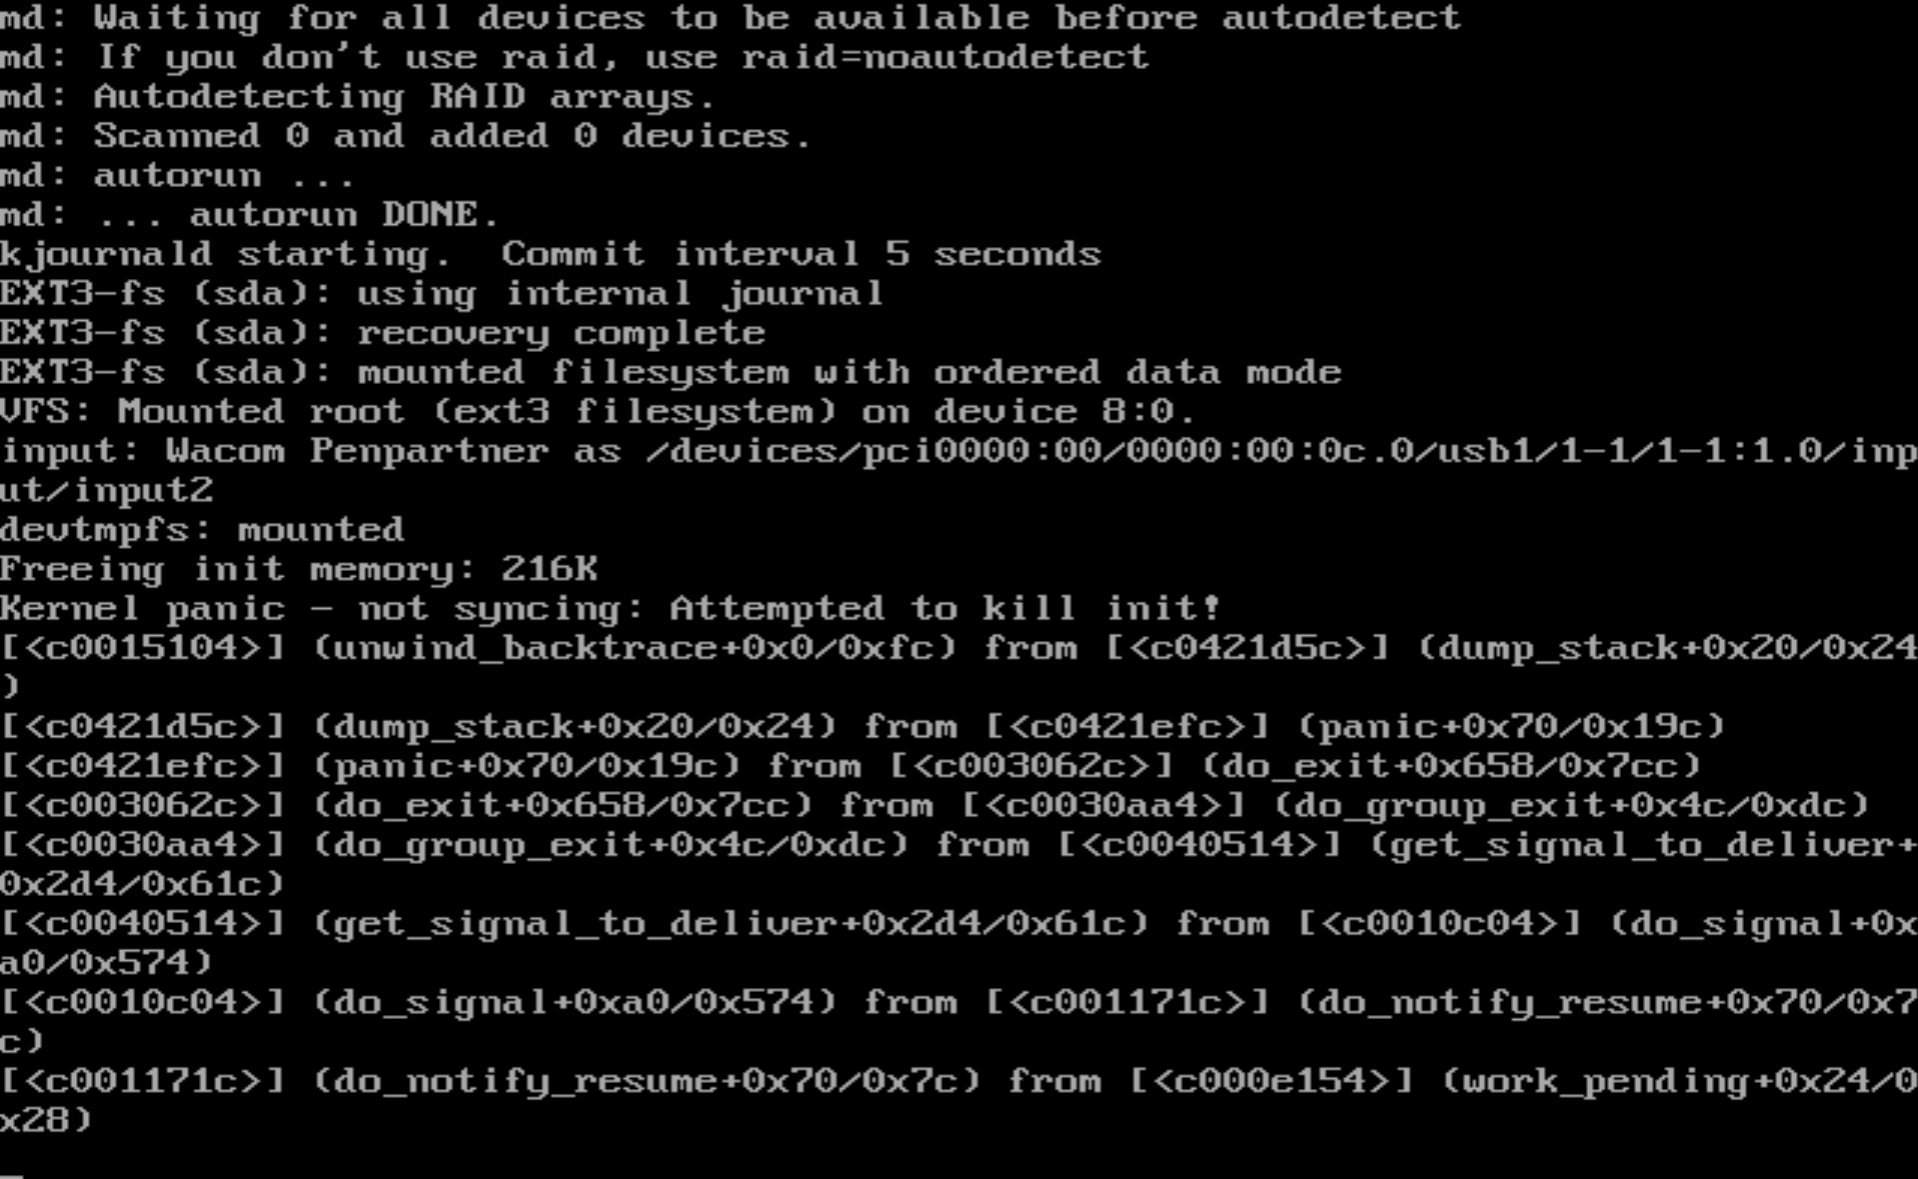 md: Waiting for all devices to be available before autodetect
md: If you don't use raid, use raid=noautodetect
md: Autodetecting RAID arrays.
md: Scanned 0 and added 0 devices.
md: autorun ...
md: ... autorun DONE.
kjournald starting.  Commit interval 5 seconds
EXT3-fs (sda): using internal journal
EXT3-fs (sda): recovery complete
EXT3-fs (sda): mounted filesystem with ordered data mode
VFS: Mounted root (ext3 filesystem) on device 8:0.
input: Wacom Penpartner as /devices/pci0000:00/0000:00:0c.0/usb1/1-1/1-1:1.0/inp
ut/input2
devtmpfs: mounted
Freeing init memory: 216K
Kernel panic - not syncing: Attempted to kill init!
[<c0015104>] (unwind_backtrace+0x0/0xfc) from [<c0421d5c>] (dump_stack+0x20/0x24
)
[<c0421d5c>] (dump_stack+0x20/0x24) from [<c0421efc>] (panic+0x70/0x19c)
[<c0421efc>] (panic+0x70/0x19c) from [<c003062c>] (do_exit+0x658/0x7cc)
[<c003062c>] (do_exit+0x658/0x7cc) from [<c0030aa4>] (do_group_exit+0x4c/0xdc)
[<c0030aa4>] (do_group_exit+0x4c/0xdc) from [<c0040514>] (get_signal_to_deliver+
0x2d4/0x61c)
[<c0040514>] (get_signal_to_deliver+0x2d4/0x61c) from [<c0010c04>] (do_signal+0x
a0/0x574)
[<c0010c04>] (do_signal+0xa0/0x574) from [<c001171c>] (do_notify_resume+0x70/0x7
c)
[<c001171c>] (do_notify_resume+0x70/0x7c) from [<c000e154>] (work_pending+0x24/0
x28)